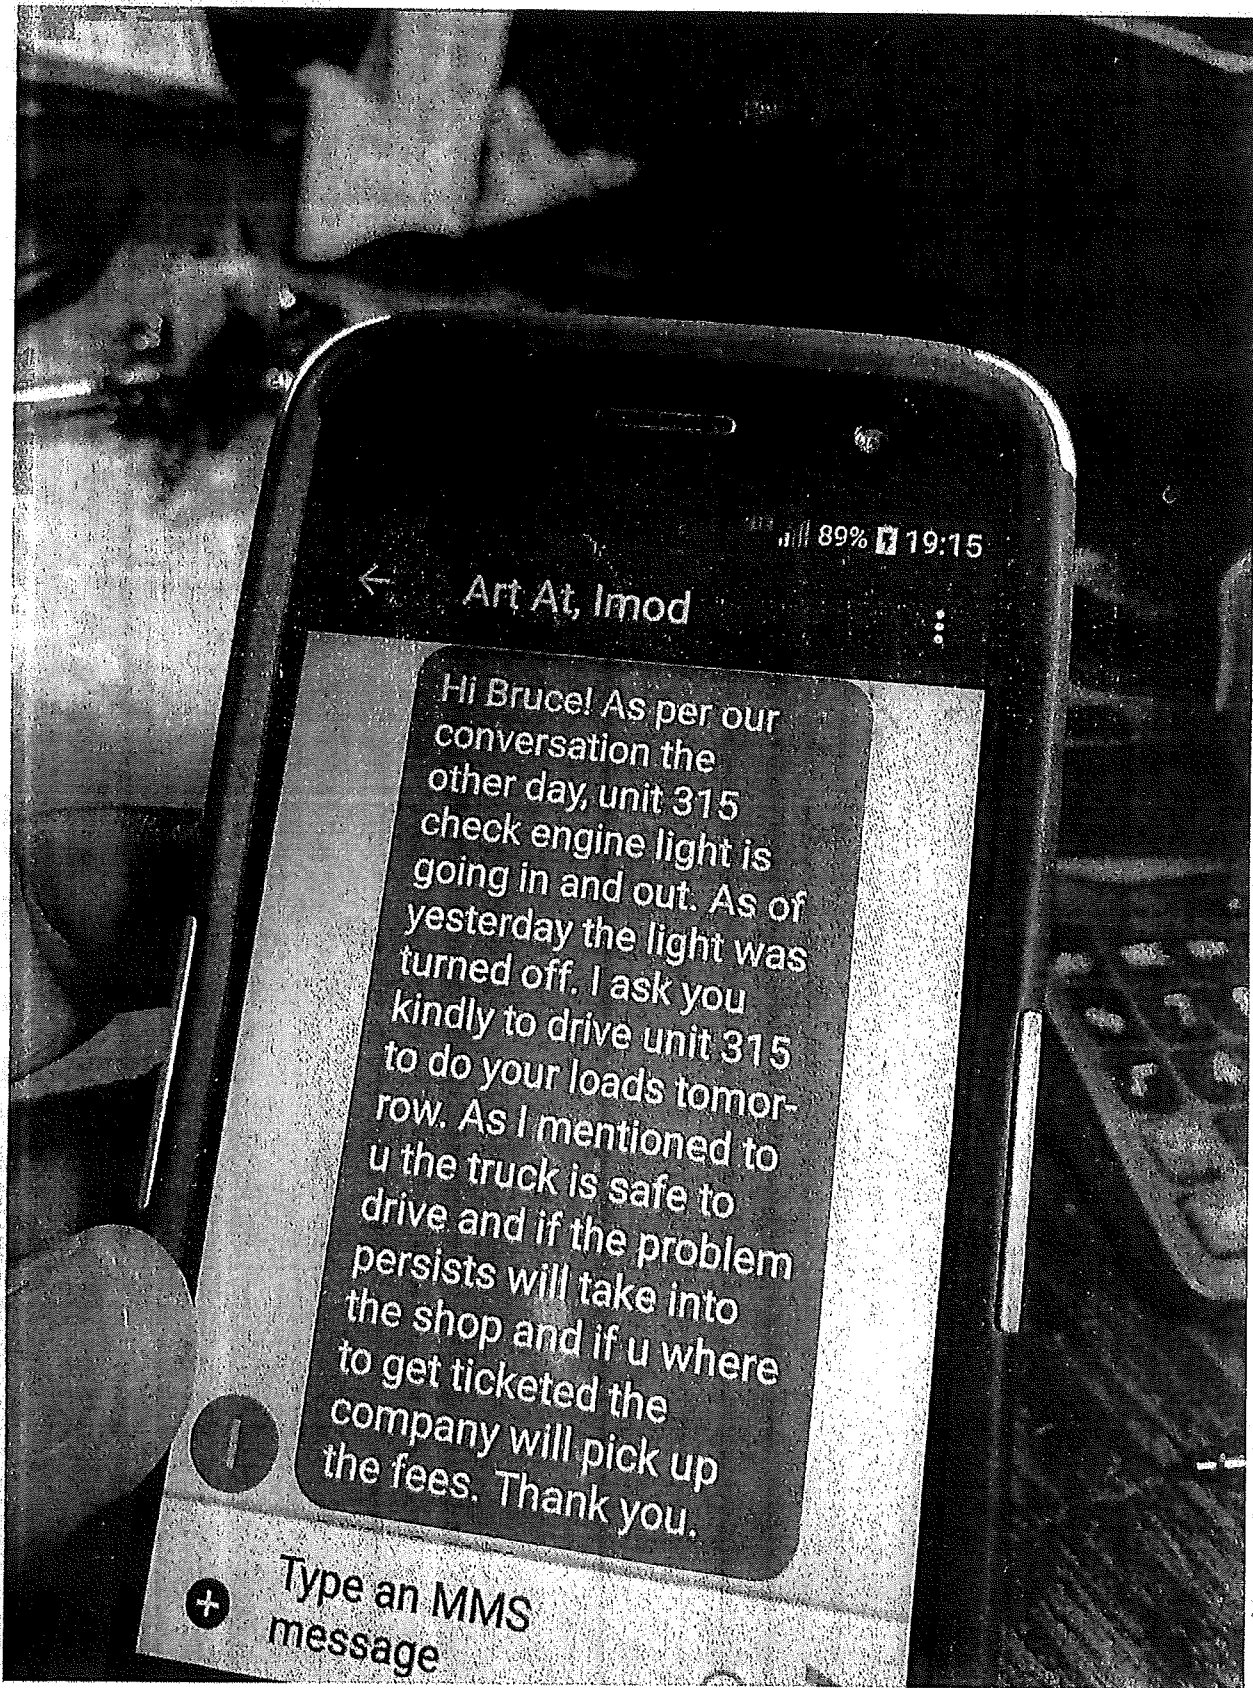 89% 19:15
Art At, Imod
Hi Bruce! As per our
conversation the
other day, unit 315
check engine light is
going in and out. As of
yesterday the light was
turned off. I ask you
kindly to drive unit 315
to do your loads tomor-
row. As I mentioned to
u the truck is safe to
drive and if the problem
persists will take into
the shop and if u where
to get ticketed the
company will pick up
the fees. Thank you.
I
Type an MMS
message